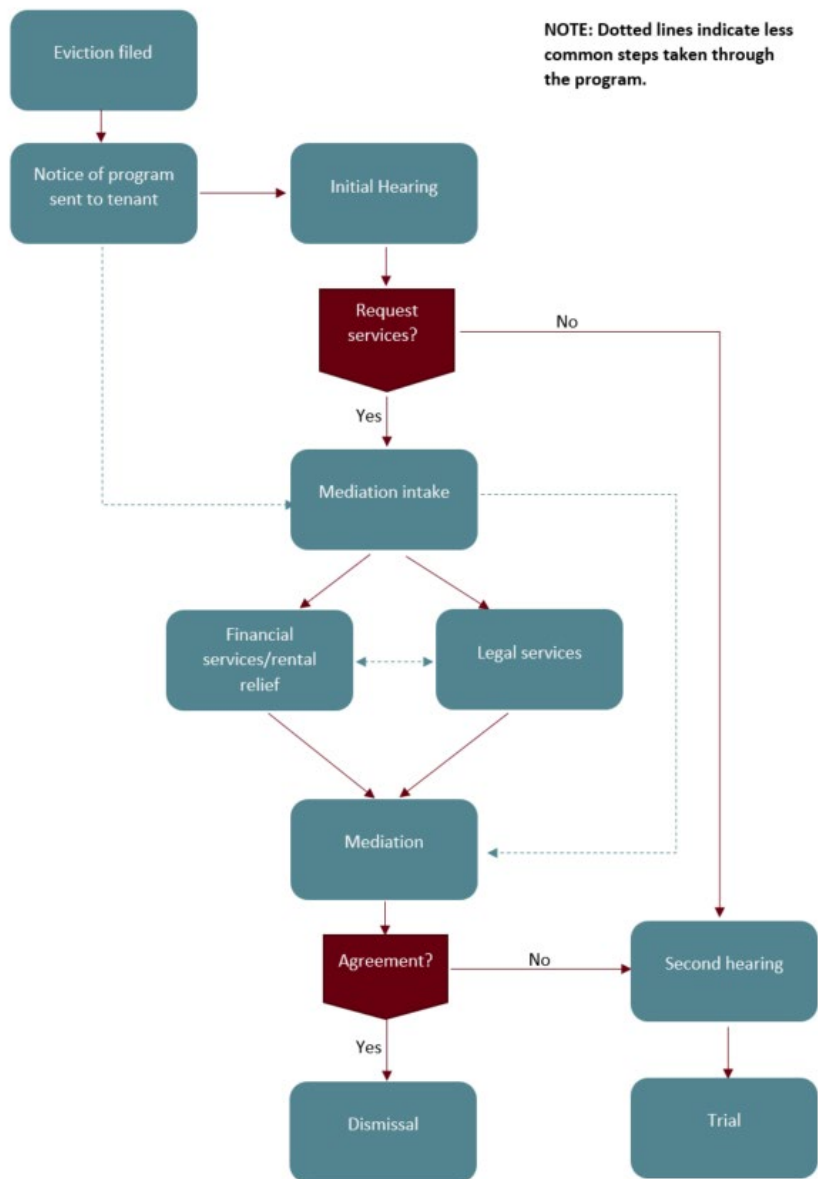 Eviction filed
NOTE: Dotted lines indicate less
common steps taken through
the program.
Notice of program
sent to tenant
Initial Hearing
Request
services?
No
Yes
Mediation intake
Financial
services/rental
relief
Legal services
Mediation
Agreement?
No
Second hearing
Yes
Dismissal
Trial